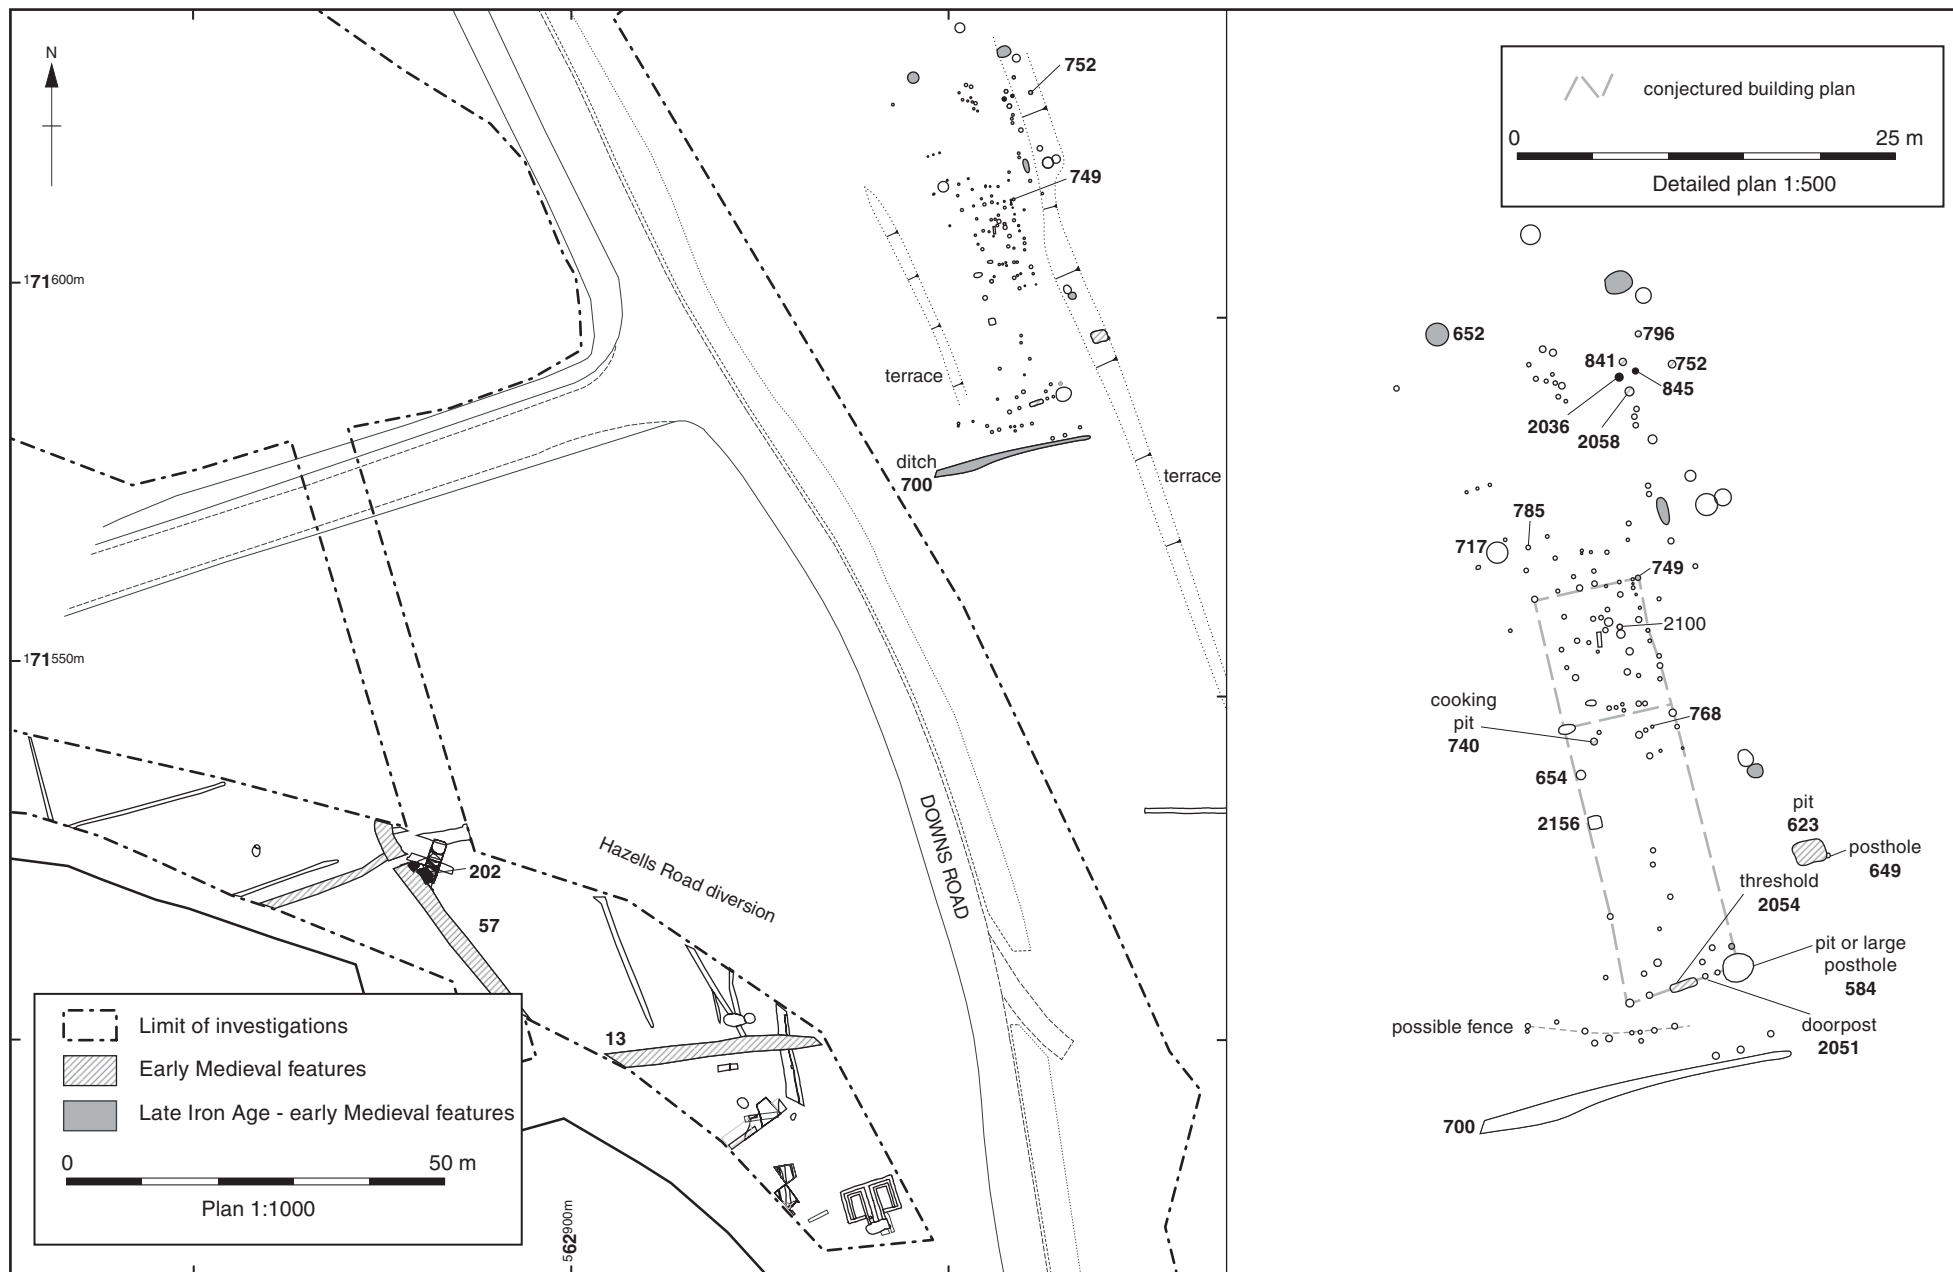 N
752
749
171600m
terrace
ditch
700
terrace
171550m
202
57
Hazells Road diversion
DOWNS ROAD
13
Limit of investigations
Early Medieval features
Late Iron Age - early Medieval features
0 50 m
Plan 1:1000
562900m
conjectured building plan
0 25 m
Detailed plan 1:500
652
796
841
752
845
2036
2058
785
717
749
2100
cooking
pit
740
768
654
2156
pit
623
posthole
649
threshold
2054
pit or large
posthole
584
possible fence
doorpost
2051
700